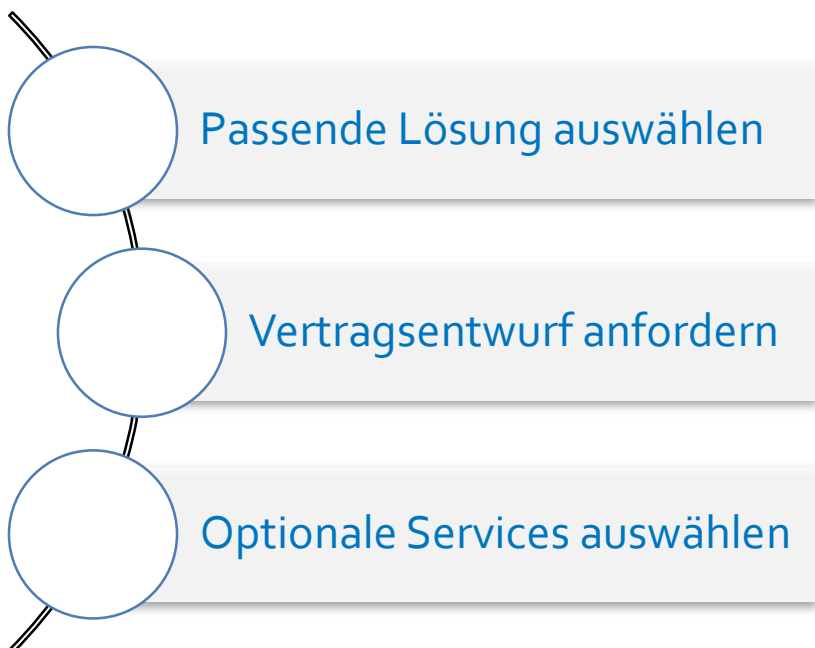 Passende Lösung auswählen
Vertragsentwurf anfordern
Optionale Services auswählen